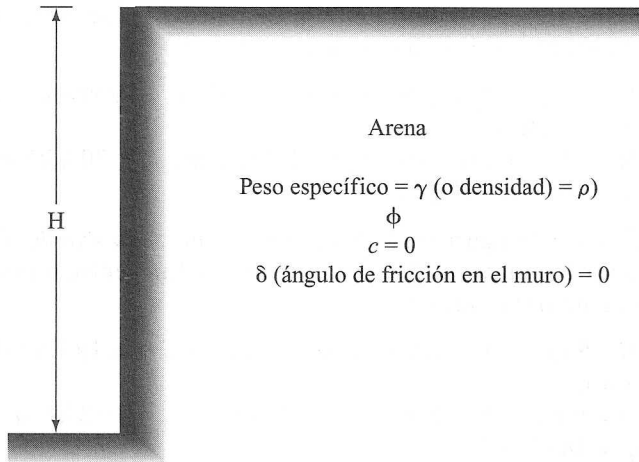 Arena
Peso específico = γ (o densidad) = ρ)
H
ϕ
c = 0
δ (ángulo de fricción en el muro) = 0